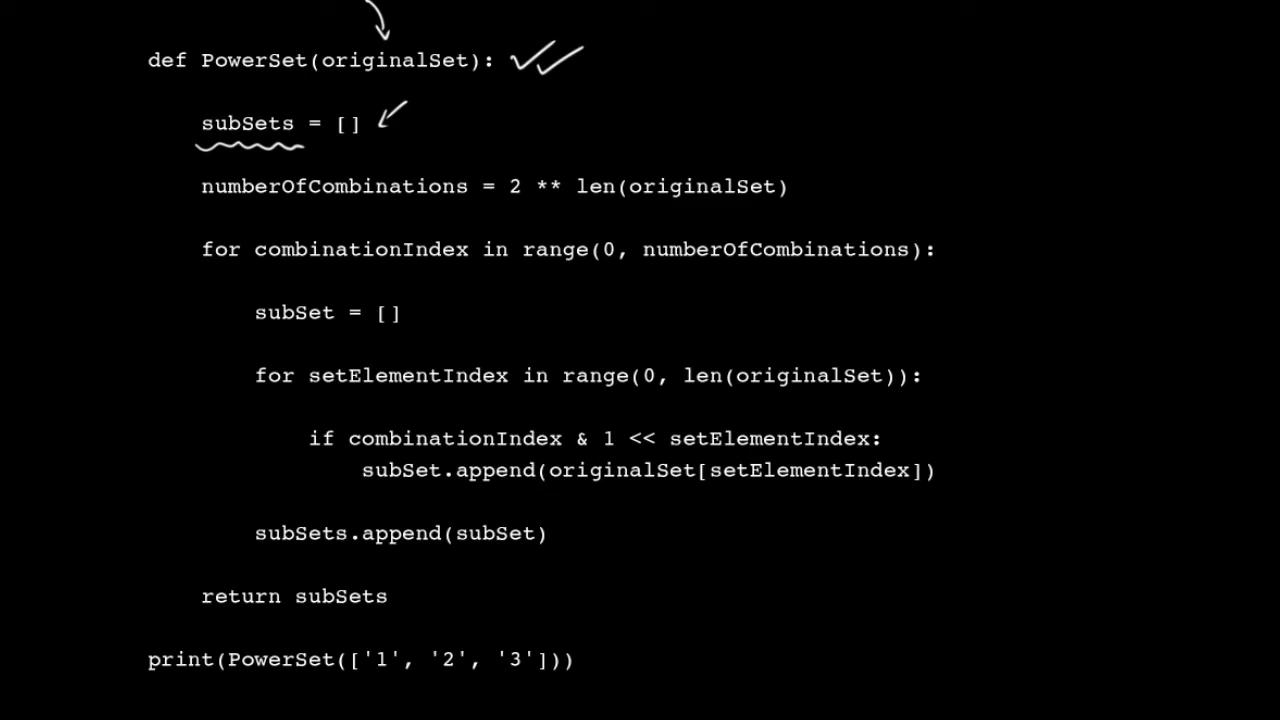 def PowerSet(originalSet):
subSets = []
numberOfCombinations = 2 ** len(originalSet)
for combinationIndex in range(0, numberOfCombinations):
subSet = []
for setElementIndex in range(0, len(originalSet)):
if combinationIndex & 1 << setElementIndex:
subSet.append(originalSet[setElementIndex])
subSets.append(subSet)
return subSets
print(PowerSet(['1', '2', '3']))